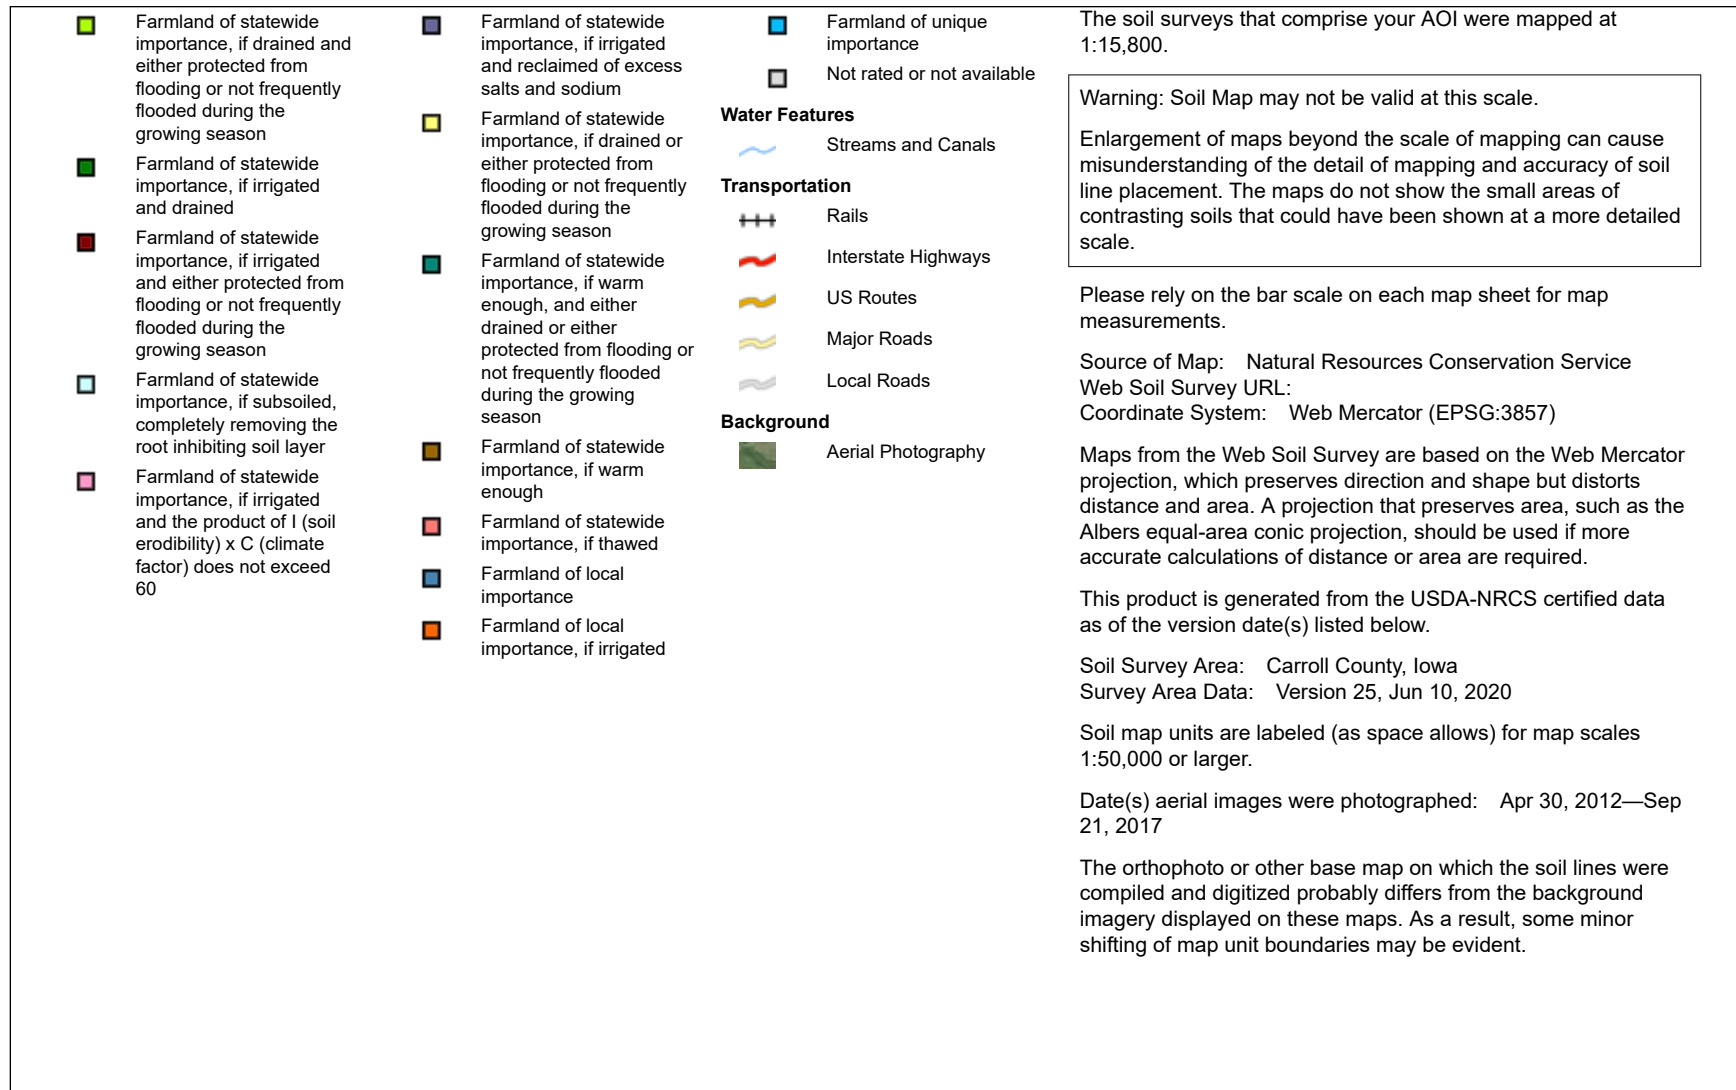 Farmland of statewide
importance, if drained and
either protected from
flooding or not frequently
flooded during the
growing season
Farmland of statewide
importance, if irrigated
and drained
Farmland of statewide
importance, if irrigated
and either protected from
flooding or not frequently
flooded during the
growing season
Farmland of statewide
importance, if subsoiled,
completely removing the
root inhibiting soil layer
Farmland of statewide
importance, if irrigated
and the product of I (soil
erodibility) x C (climate
factor) does not exceed
60
Farmland of statewide
importance, if irrigated
and reclaimed of excess
salts and sodium
Farmland of statewide
importance, if drained or
either protected from
flooding or not frequently
flooded during the
growing season
Farmland of statewide
importance, if warm
enough, and either
drained or either
protected from flooding or
not frequently flooded
during the growing
season
Farmland of statewide
importance, if warm
enough
Farmland of statewide
importance, if thawed
Farmland of local
importance
Farmland of local
importance, if irrigated
Farmland of unique
importance
Not rated or not available
Water Features
Streams and Canals
Transportation
Rails
Interstate Highways
US Routes
Major Roads
Local Roads
Background
Aerial Photography
The soil surveys that comprise your AOI were mapped at
1:15,800.
Warning: Soil Map may not be valid at this scale.
Enlargement of maps beyond the scale of mapping can cause
misunderstanding of the detail of mapping and accuracy of soil
line placement. The maps do not show the small areas of
contrasting soils that could have been shown at a more detailed
scale.
Please rely on the bar scale on each map sheet for map
measurements.
Source of Map: Natural Resources Conservation Service
Web Soil Survey URL:
Coordinate System: Web Mercator (EPSG:3857)
Maps from the Web Soil Survey are based on the Web Mercator
projection, which preserves direction and shape but distorts
distance and area. A projection that preserves area, such as the
Albers equal-area conic projection, should be used if more
accurate calculations of distance or area are required.
This product is generated from the USDA-NRCS certified data
as of the version date(s) listed below.
Soil Survey Area: Carroll County, Iowa
Survey Area Data: Version 25, Jun 10, 2020
Soil map units are labeled (as space allows) for map scales
1:50,000 or larger.
Date(s) aerial images were photographed: Apr 30, 2012—Sep
21, 2017
The orthophoto or other base map on which the soil lines were
compiled and digitized probably differs from the background
imagery displayed on these maps. As a result, some minor
shifting of map unit boundaries may be evident.